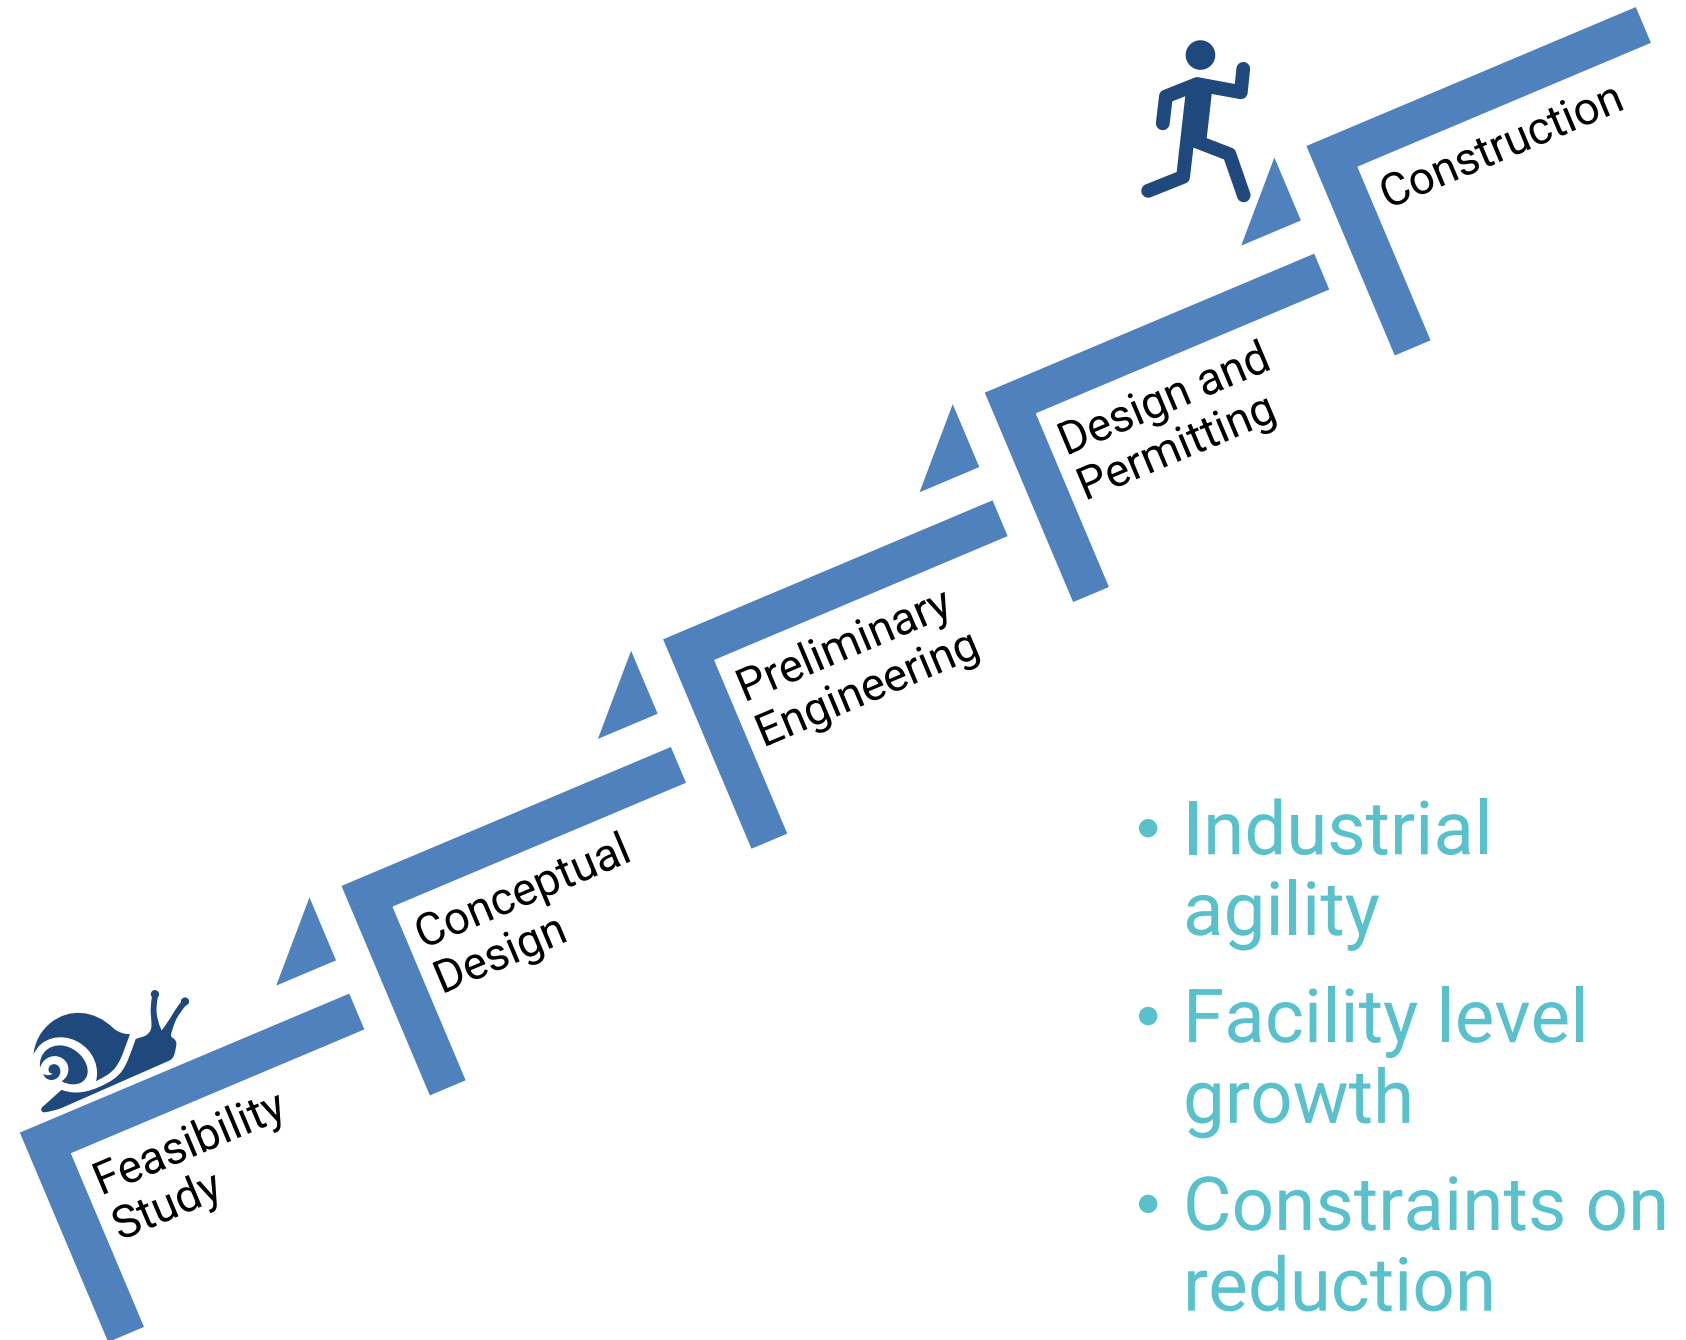 Construction
Design and
Permitting
Preliminary
Engineering
Conceptual
Design
Feasibility
Study
• Industrial
agility
• Facility level
growth
• Constraints on
reduction